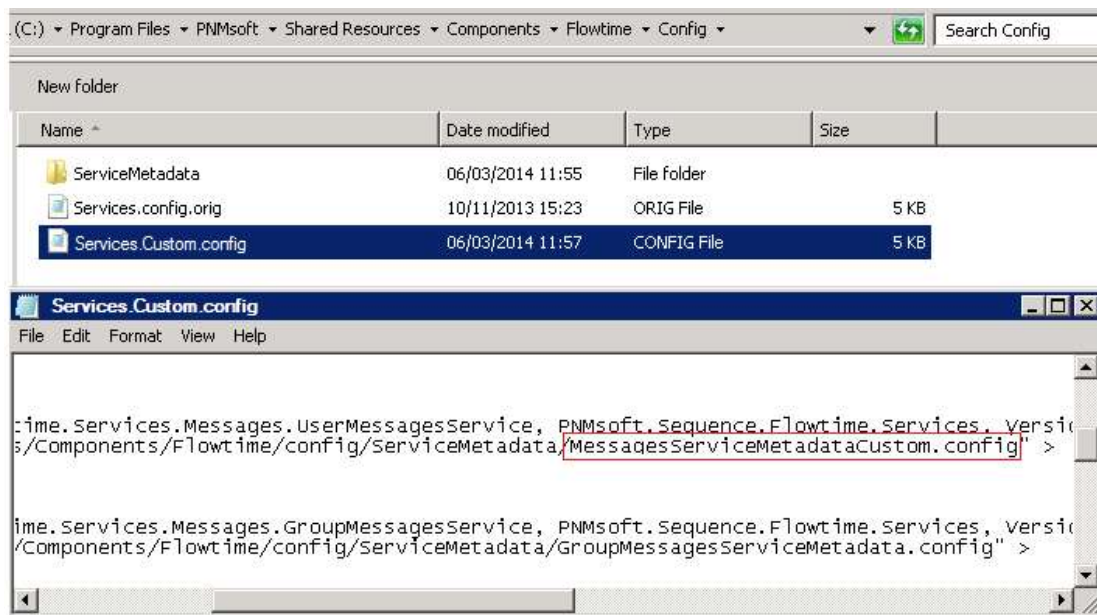 (C:) Program Files PNMsoft Shared Resources Components Flowtime Config Search Config
New folder
Name Date modified Type Size
ServiceMetadata 06/03/2014 11:55 File folder
Services.config.orig 10/11/2013 15:23 ORIG File 5 KB
Services.Custom.config 06/03/2014 11:57 CONFIG File 5 KB
Services.Custom.config
File Edit Format View Help
:ime.Services.Messages.UserMessagesService, PNMsoft.Sequence.Flowtime.Services, Versio
s/Components/Flowtime/config/ServiceMetadata/MessagesServiceMetadataCustom.config" >
ime.Services.Messages.GroupMessagesService, PNMsoft.Sequence.Flowtime.Services, Versio
/Components/Flowtime/config/ServiceMetadata/GroupMessagesServiceMetadata.config" >